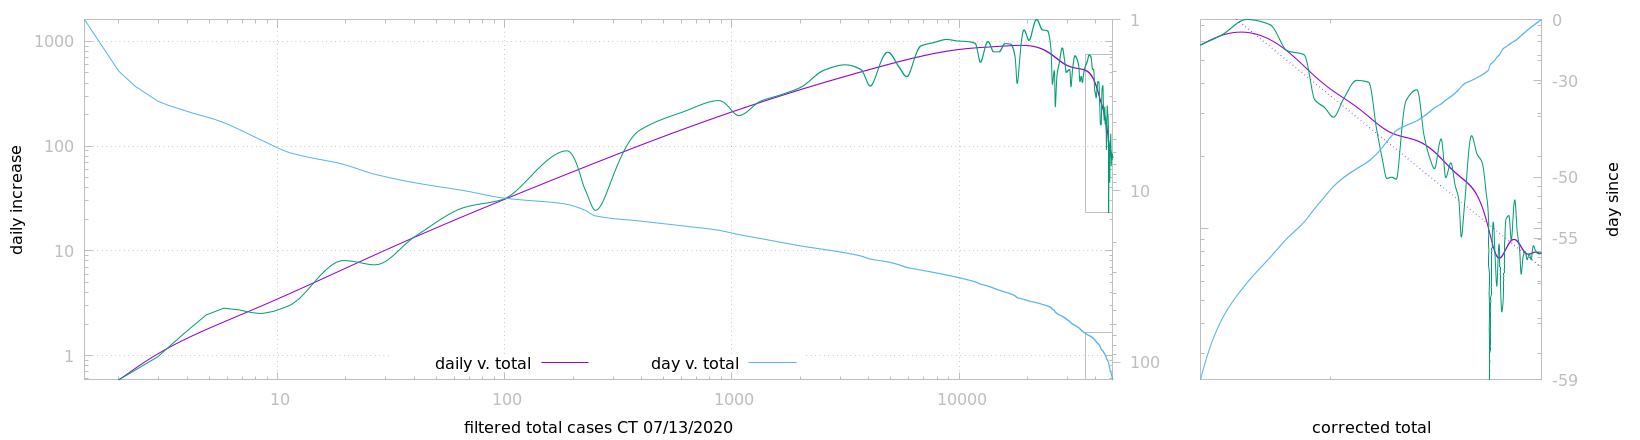 1000
100
10
1
daily increase
10
100
1000
10000
filtered total cases CT 07/13/2020
daily v. total
day v. total
1
10
100
0
-30
-50
-55
-59
day since
corrected total